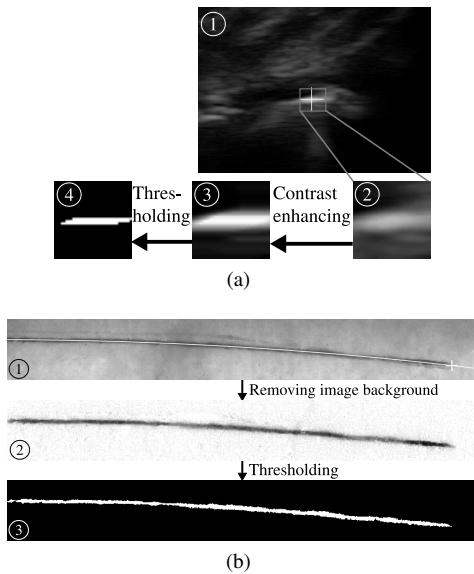 1
4
Thres-
holding
3
Contrast
enhancing
2
(a)
1
Removing image background
2
Thresholding
3
(b)